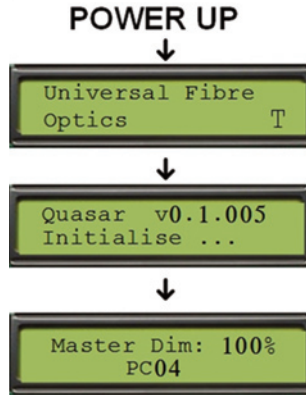 POWER UP
Universal Fibre
Optics T
Quasar v0.1.005
Initialise ...
Master Dim: 100%
PC04